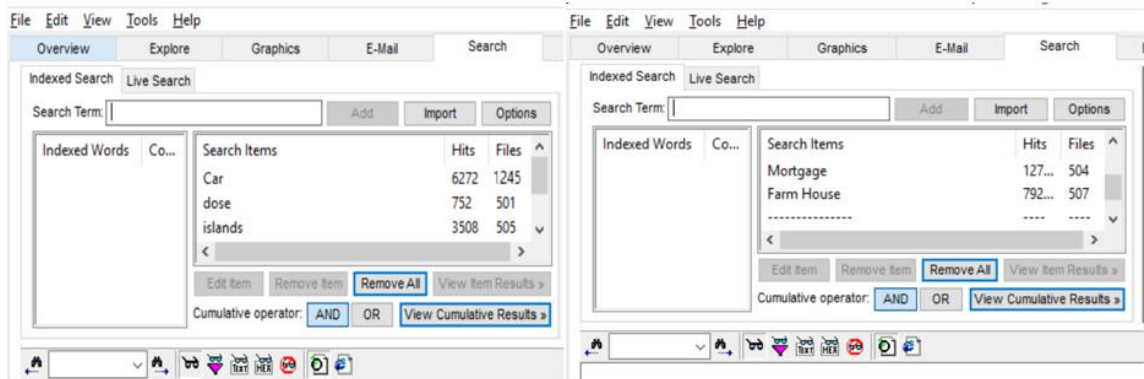 File Edit View Tools Help
Overview Explore Graphics E-Mail Search
Indexed Search Live Search
Search Term: Add Import Options
Indexed Words Co... Search Items Hits Files
Car 6272 1245
dose 752 501
islands 3508 505
Edit Item Remove Item Remove All View Item Results »
Cumulative operator: AND OR View Cumulative Results »
TEXT HEX
File Edit View Tools Help
Overview Explore Graphics E-Mail Search
Indexed Search Live Search
Search Term: Add Import Options
Indexed Words Co... Search Items Hits Files
Mortgage 127... 504
Farm House 792... 507
--------------- ---- ----
Edit Item Remove Item Remove All View Item Results »
Cumulative operator: AND OR View Cumulative Results »
TEXT HEX